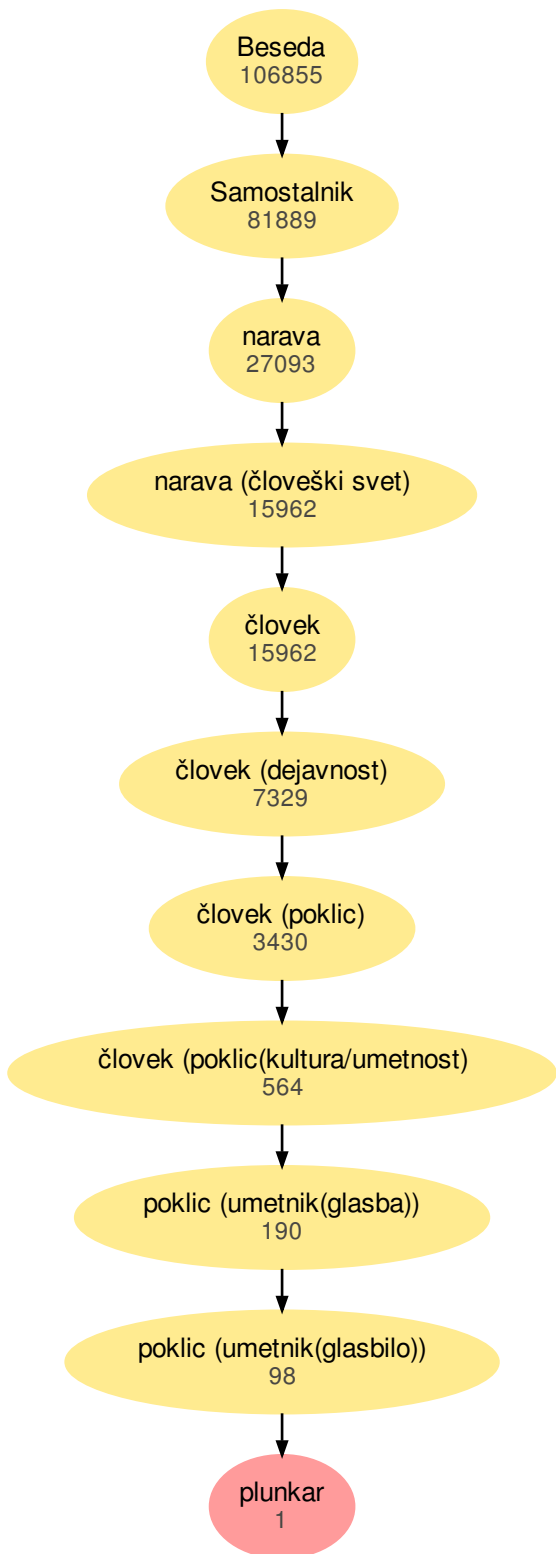 Beseda
106855
Samostalnik
81889
narava
27093
narava (človeški svet)
15962
človek
15962
človek (dejavnost)
7329
človek (poklic)
3430
človek (poklic(kultura/umetnost)
564
poklic (umetnik(glasba))
190
poklic (umetnik(glasbilo))
98
plunkar
1